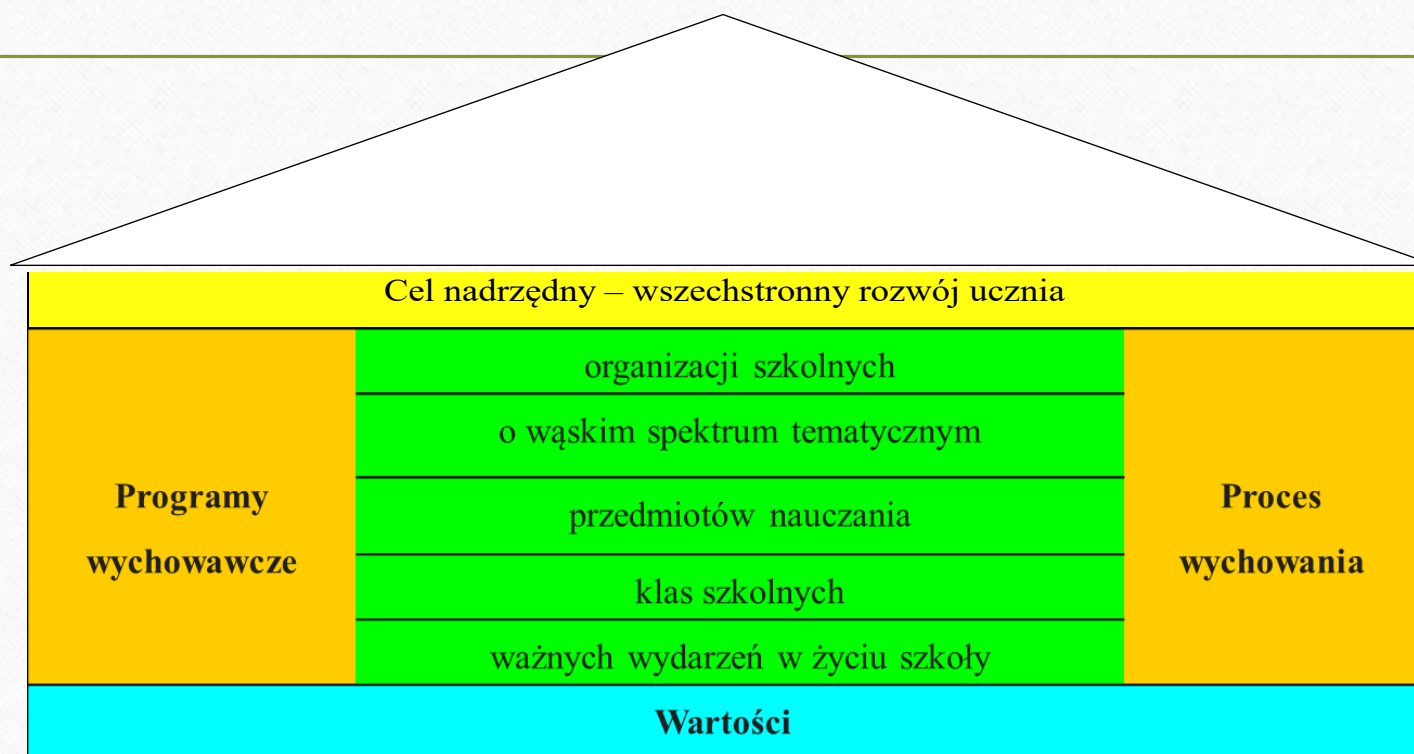 Cel nadrzędny – wszechstronny rozwój ucznia
Programy
wychowawcze
organizacji szkolnych
o wąskim spektrum tematycznym
przedmiotów nauczania
klas szkolnych
ważnych wydarzeń w życiu szkoły
Proces
wychowania
Wartości